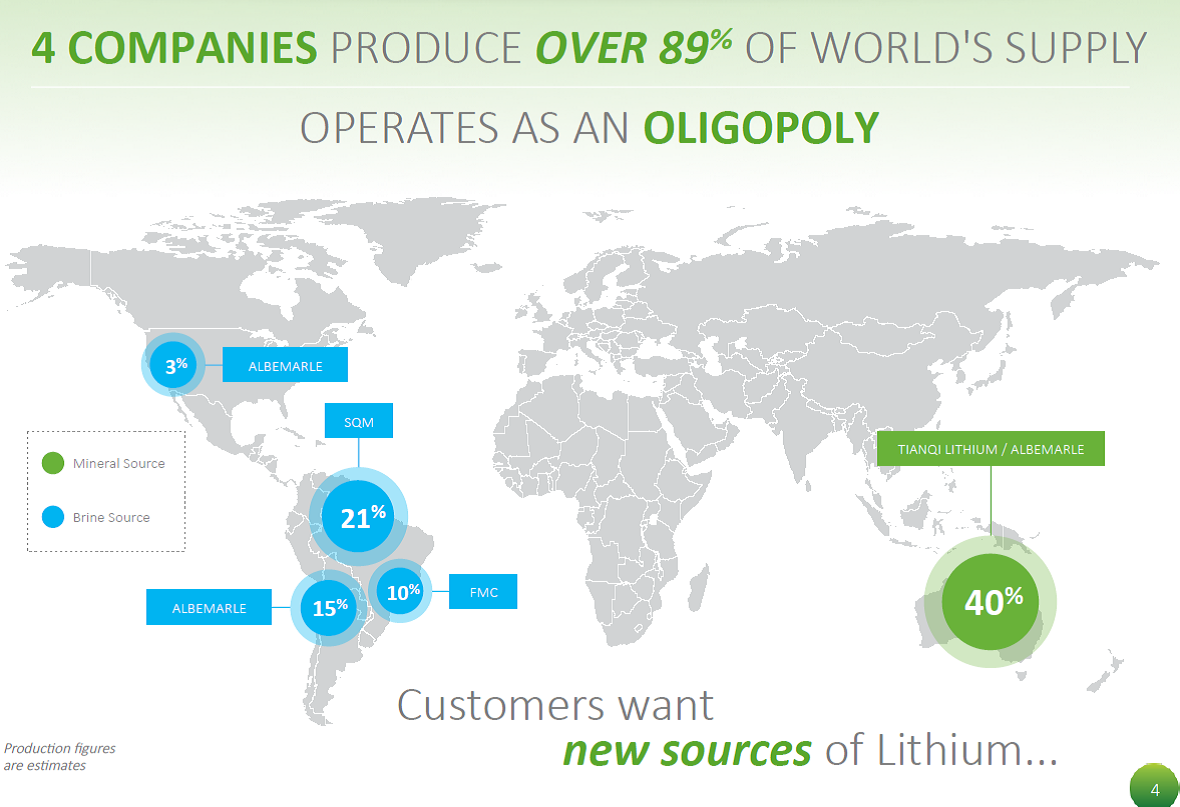 4 COMPANIES PRODUCE OVER 89% OF WORLD'S SUPPLY
OPERATES AS AN OLIGOPOLY
3%
ALBEMARLE
SQM
Mineral Source
Brine Source
21%
TIANQI LITHIUM / ALBEMARLE
ALBEMARLE
15%
10%
FMC
40%
Customers want
new sources of Lithium...
Production figures
are estimates
4